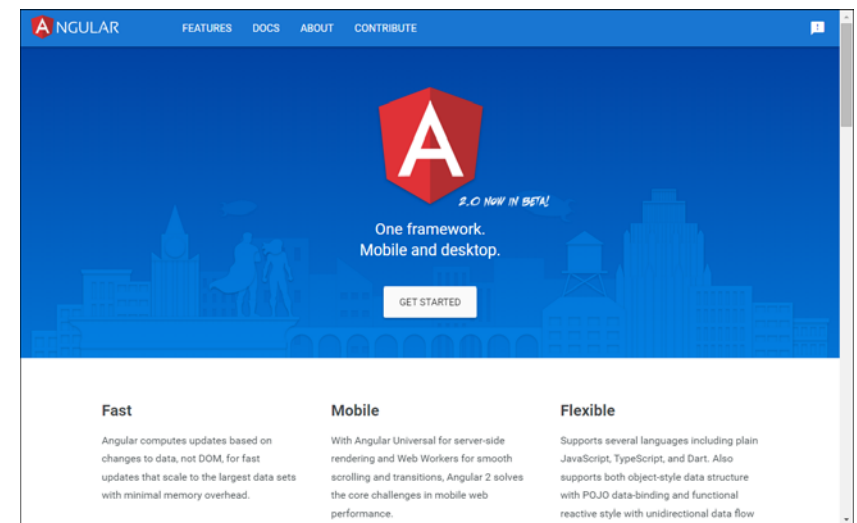 ANGULAR FEATURES DOCS ABOUT CONTRIBUTE
A
2.0 NOW IN BETA!
One framework.
Mobile and desktop.
GET STARTED
Fast
Angular computes updates based on
changes to data, not DOM, for fast
updates that scale to the largest data sets
with minimal memory overhead.
Mobile
With Angular Universal for server-side
rendering and Web Workers for smooth
scrolling and transitions, Angular 2 solves
the core challenges in mobile web
performance.
Flexible
Supports several languages including plain
JavaScript, TypeScript, and Dart. Also
supports both object-style data structure
with POJO data-binding and functional
reactive style with unidirectional data flow